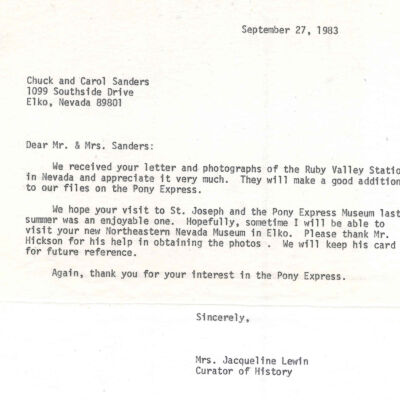 September 27, 1983
Chuck and Carol Sanders
1099 Southside Drive
Elko, Nevada 89801
Dear Mr. & Mrs. Sanders:
We received your letter and photographs of the Ruby Valley Statio
in Nevada and appreciate it very much. They will make a good addition
to our files on the Pony Express.
We hope your visit to St. Joseph and the Pony Express Museum last
summer was an enjoyable one. Hopefully, sometime I will be able to
visit your new Northeastern Nevada Museum in Elko. Please thank Mr.
Hickson for his help in obtaining the photos . We will keep his card
for future reference.
Again, thank you for your interest in the Pony Express.
Sincerely,
Mrs. Jacqueline Lewin
Curator of History